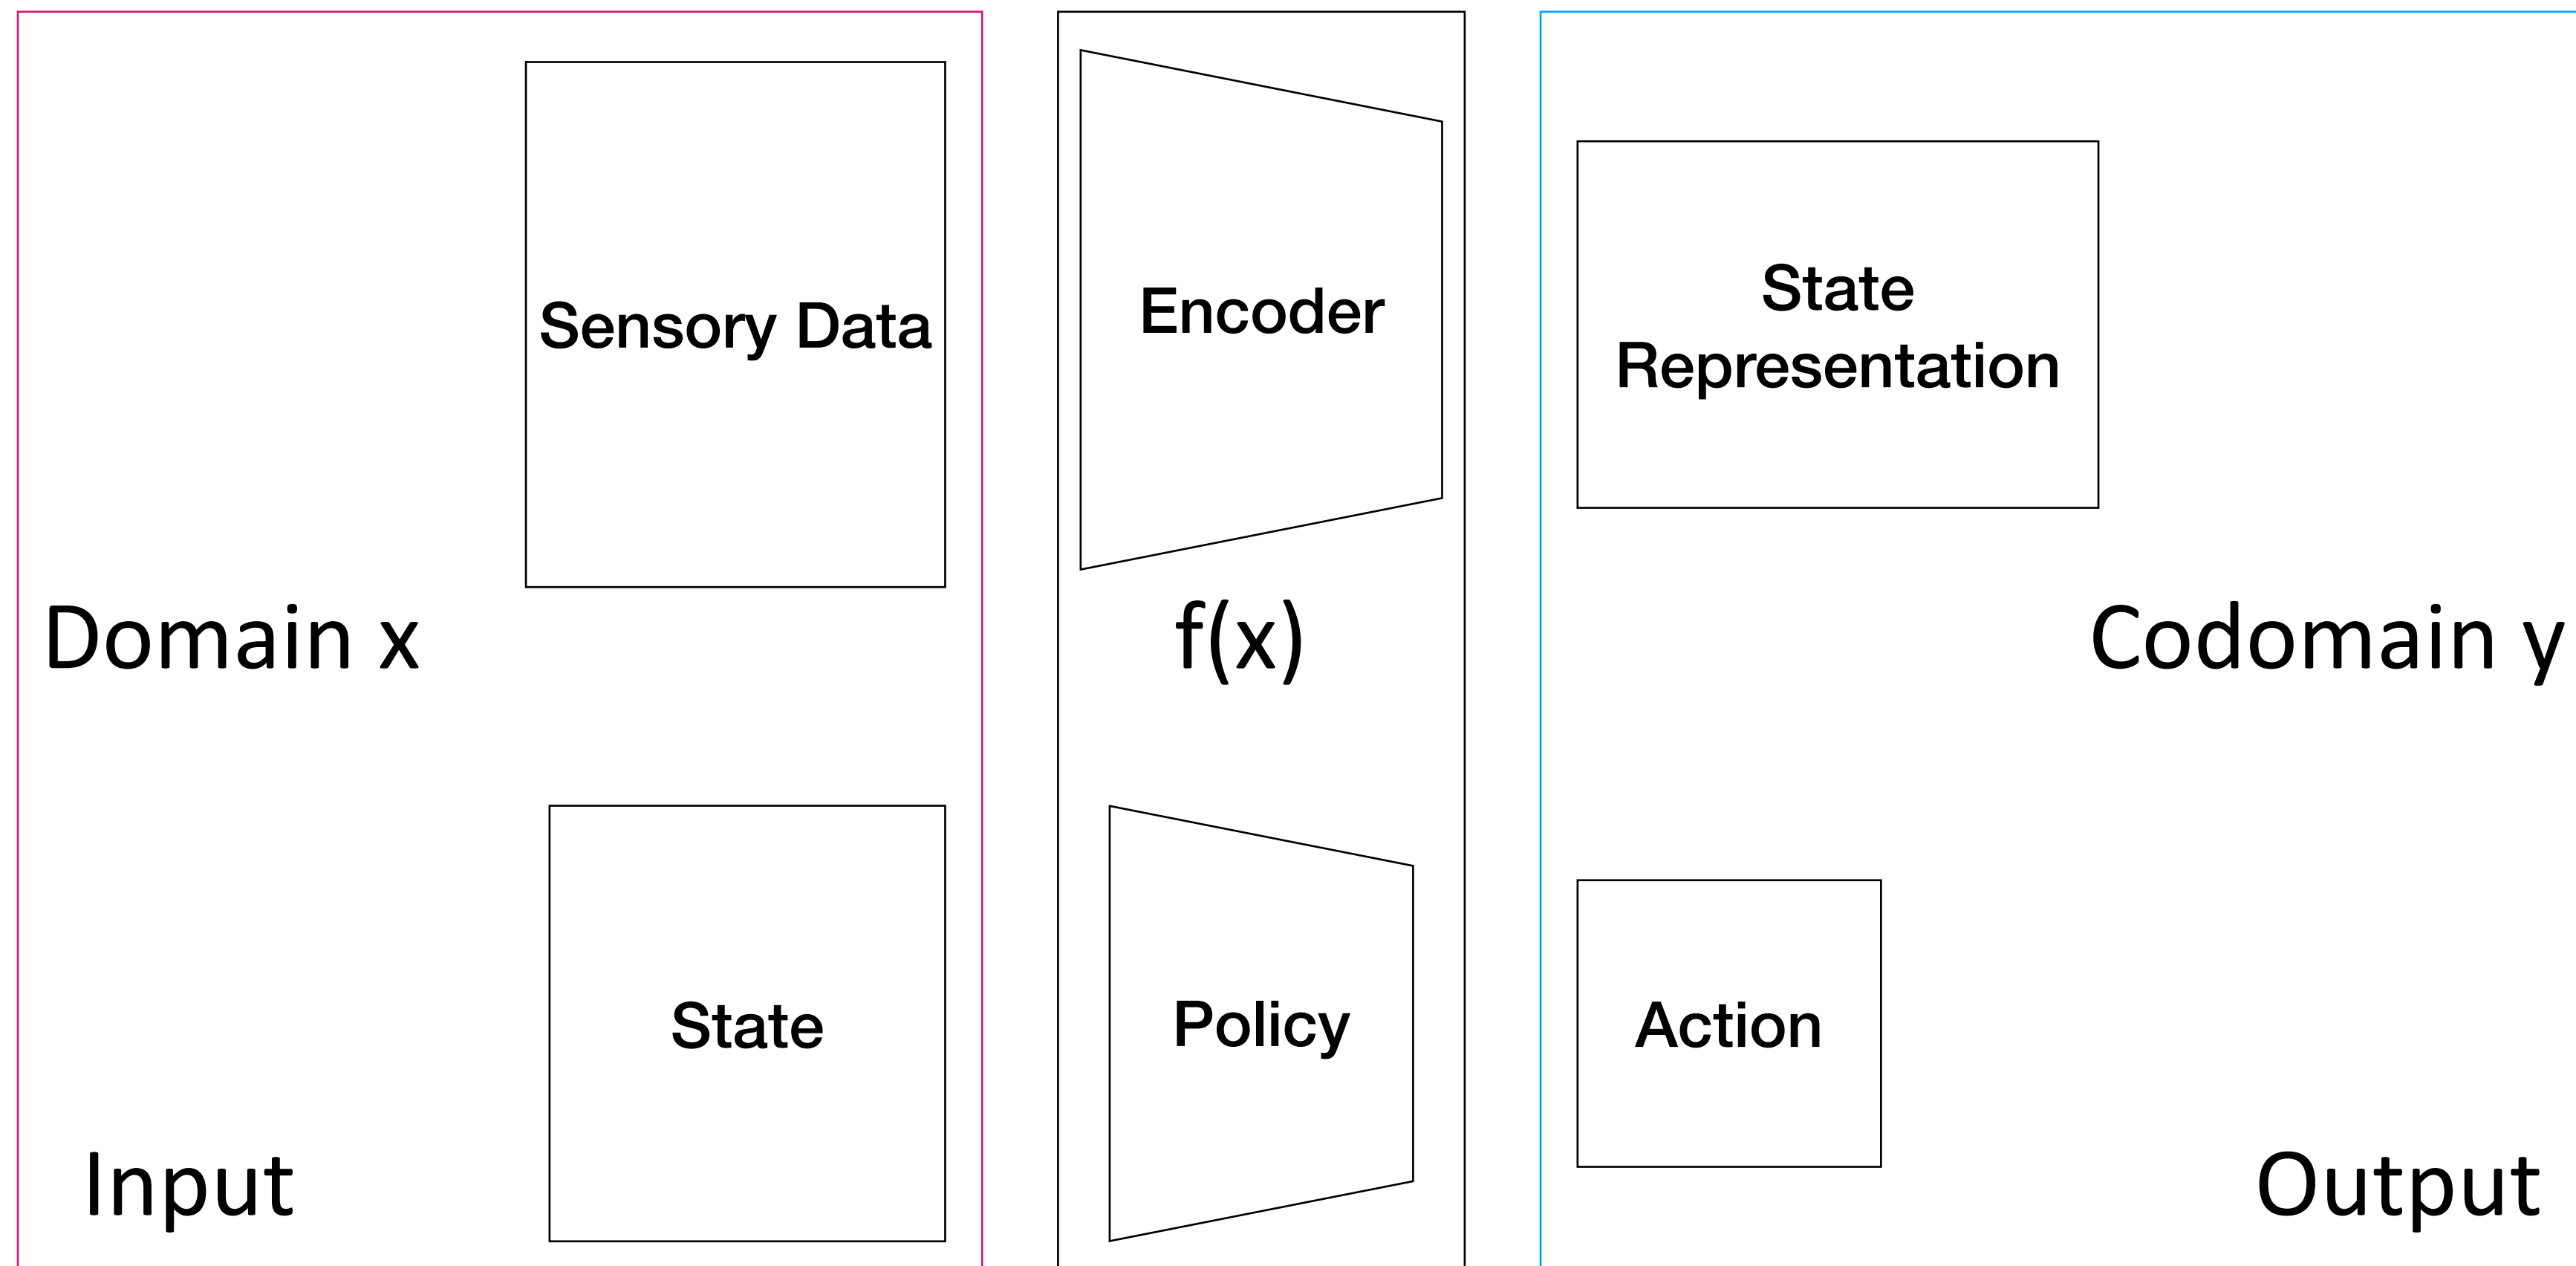 Sensory Data
Encoder
State
Representation
Domain x
f(x)
Codomain y
State
Policy
Action
Input
Output